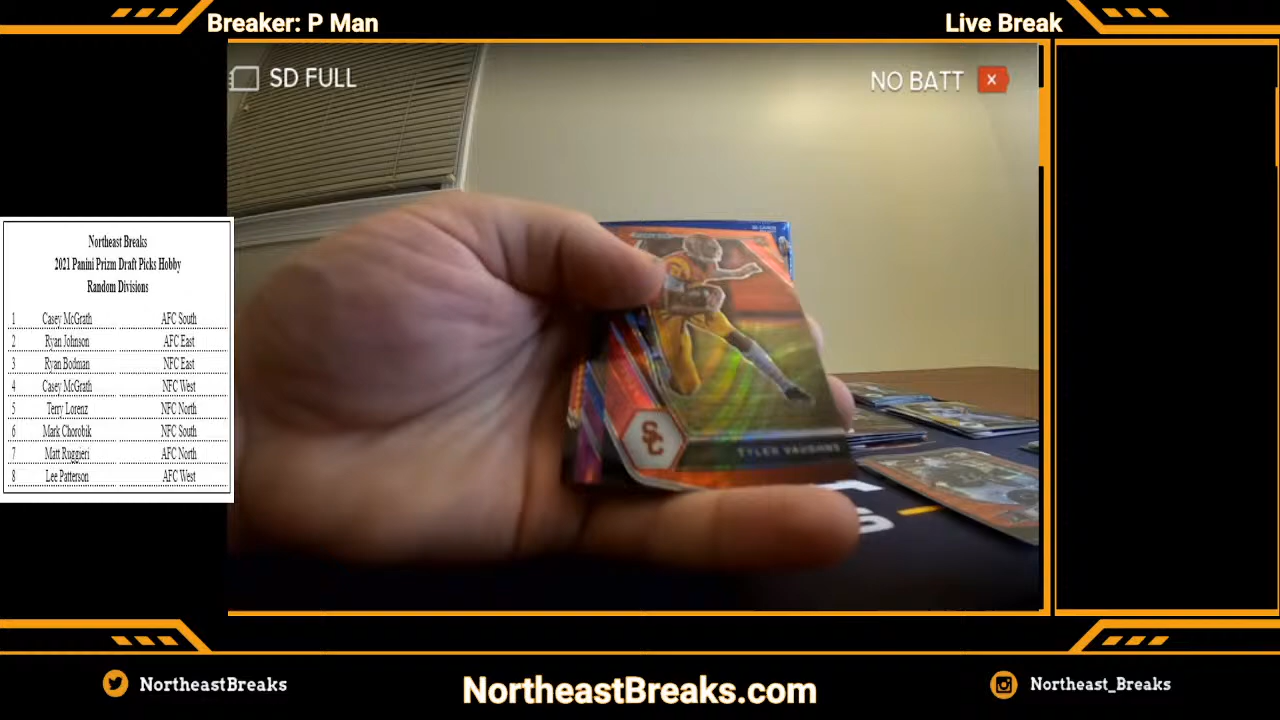 Breaker: P Man
Live Break
SD FULL
NO BATT
Northeast Breaks
2021 Panini Prizm Draft Picks Hobby
Random Divisions
1 Casey McGrath AFC South
2 Ryan Johnson AFC East
3 Ryan Bodman NFC East
4 Casey McGrath NFC West
5 Terry Lorenz NFC North
6 Mark Chorobik NFC South
7 Matt Ruggieri AFC North
8 Lee Patterson AFC West
SC
TYLER VAUGHNS
NortheastBreaks
NortheastBreaks.com
Northeast_Breaks